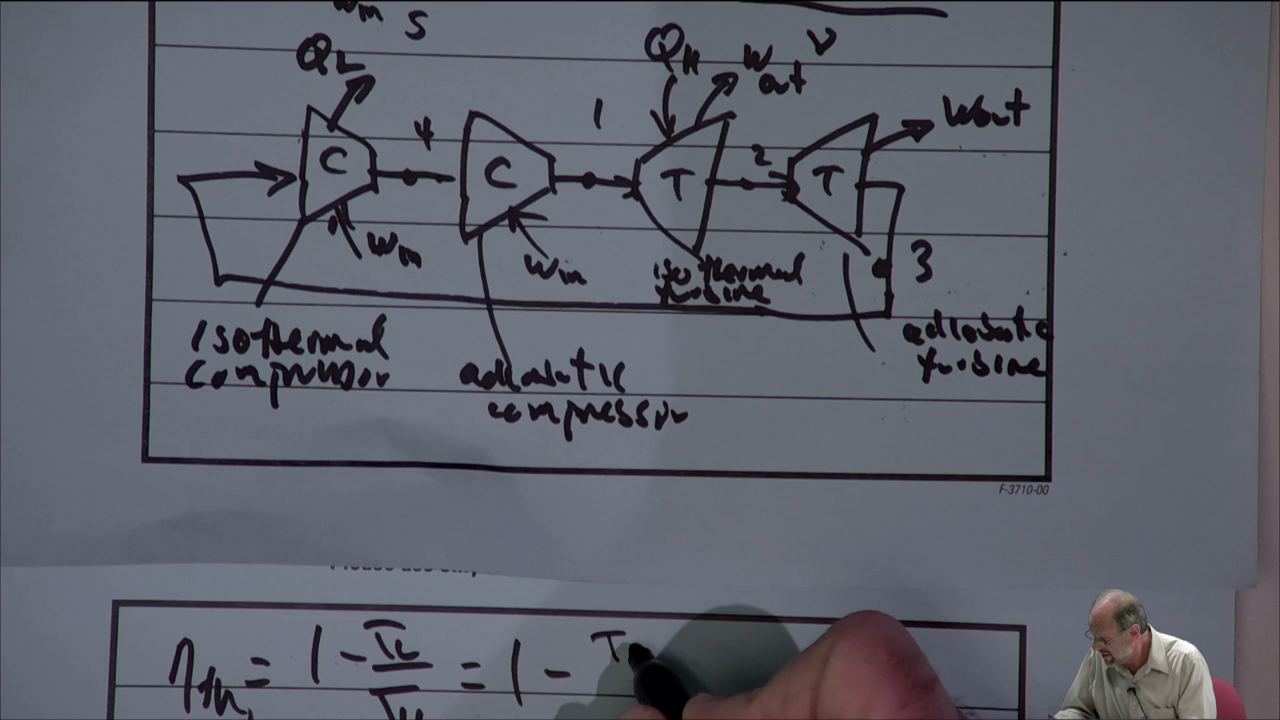 Win S
QL
QH Wout V
Wout
C 4 C 1 T 2 T
Win
Win
3
isothermal
turbine
isothermal
compressor
adiabatic
compressor
adiabatic
turbine
F-3710-00
ηth = 1 - TL/TH = 1 - T